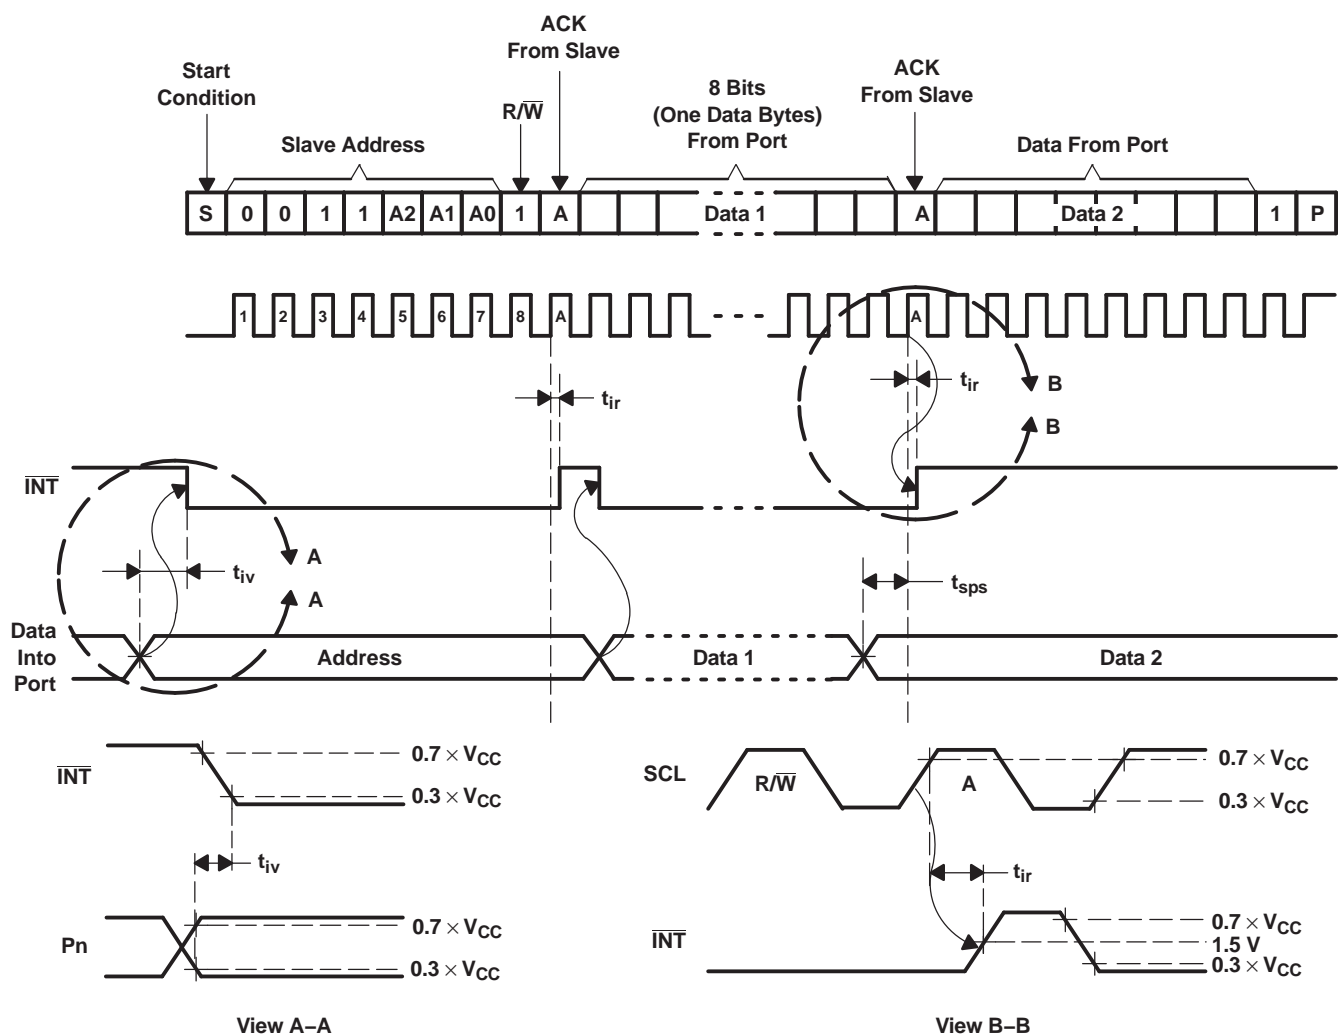 ACK
From Slave
Start
Condition
R/W̅
ACK
From Slave
8 Bits
(One Data Bytes)
From Port
Slave Address
Data From Port
S 0 0 1 1 A2 A1 A0 1 A Data 1 A Data 2 1 P
1 2 3 4 5 6 7 8 A A
tir
tir
B
B
I̅N̅T̅
A
tiv
A
tsps
Data
Into
Port
Address
Data 1
Data 2
I̅N̅T̅
0.7 × VCC
0.3 × VCC
tiv
Pn
0.7 × VCC
0.3 × VCC
View A–A
SCL
R/W̅
A
0.7 × VCC
0.3 × VCC
tir
I̅N̅T̅
0.7 × VCC
1.5 V
0.3 × VCC
View B–B